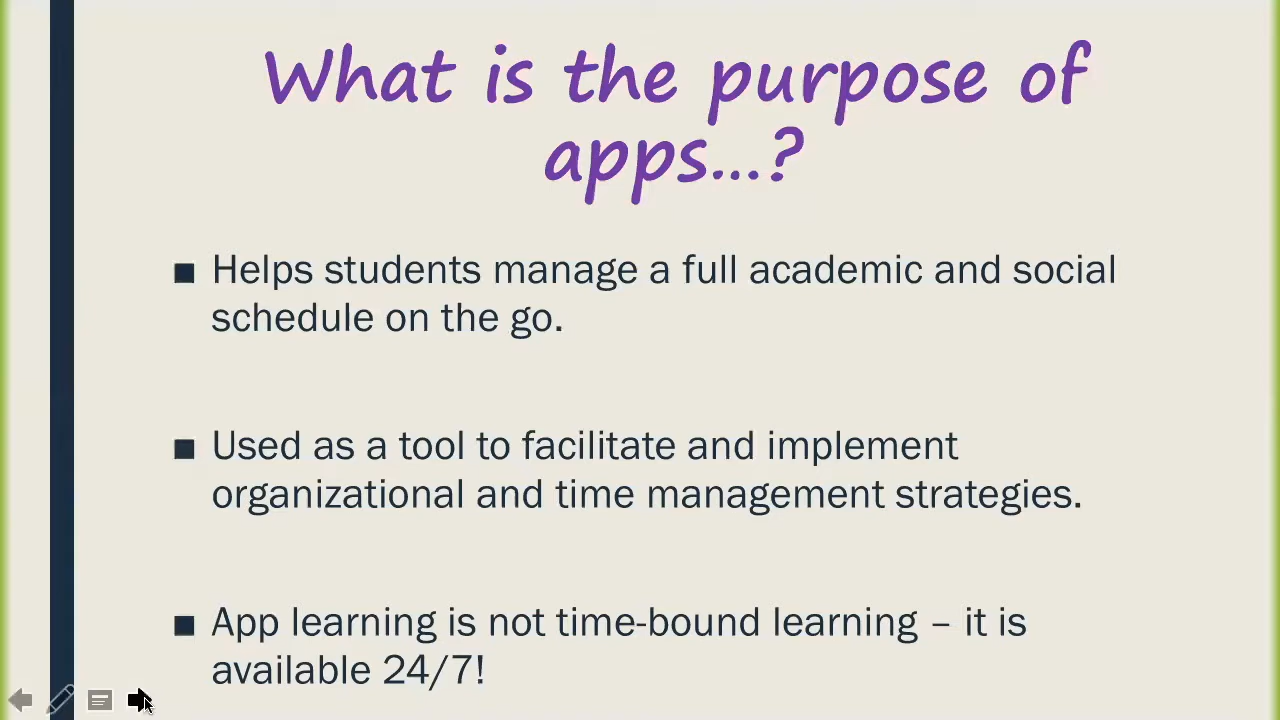 What is the purpose of
apps...?
■ Helps students manage a full academic and social
schedule on the go.
■ Used as a tool to facilitate and implement
organizational and time management strategies.
■ App learning is not time-bound learning – it is
available 24/7!